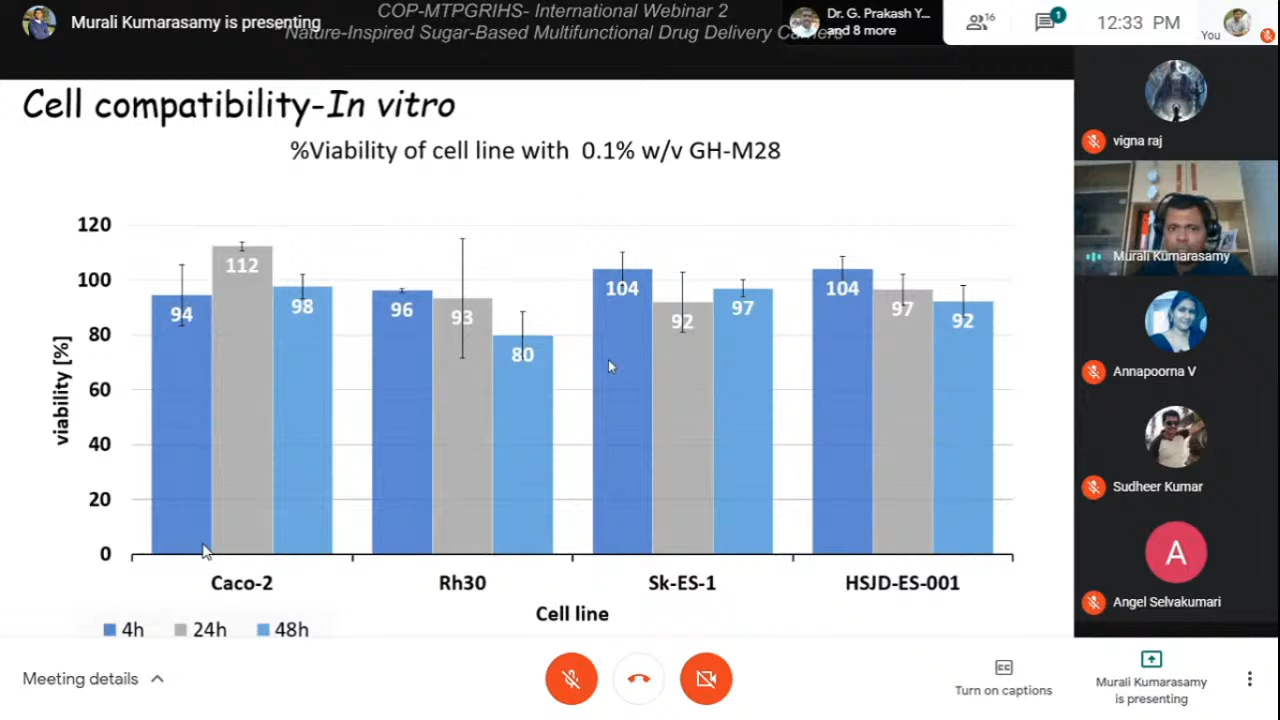 COP-MTPGRIHS- International Webinar 2
Murali Kumarasamy is presenting
"Nature-Inspired Sugar-Based Multifunctional Drug Delivery Carriers"
Dr. G. Prakash Y...
and 8 more
16
1
12:33 PM
You
Cell compatibility-In vitro
%Viability of cell line with 0.1% w/v GH-M28
viability [%]
120
100
80
60
40
20
0
94
112
98
96
93
80
104
92
97
104
97
92
Caco-2
Rh30
Sk-ES-1
HSJD-ES-001
Cell line
4h
24h
48h
vigna raj
Murali Kumarasamy
Annapoorna V
Sudheer Kumar
A
Angel Selvakumari
Meeting details
CC
Turn on captions
Murali Kumarasamy
is presenting